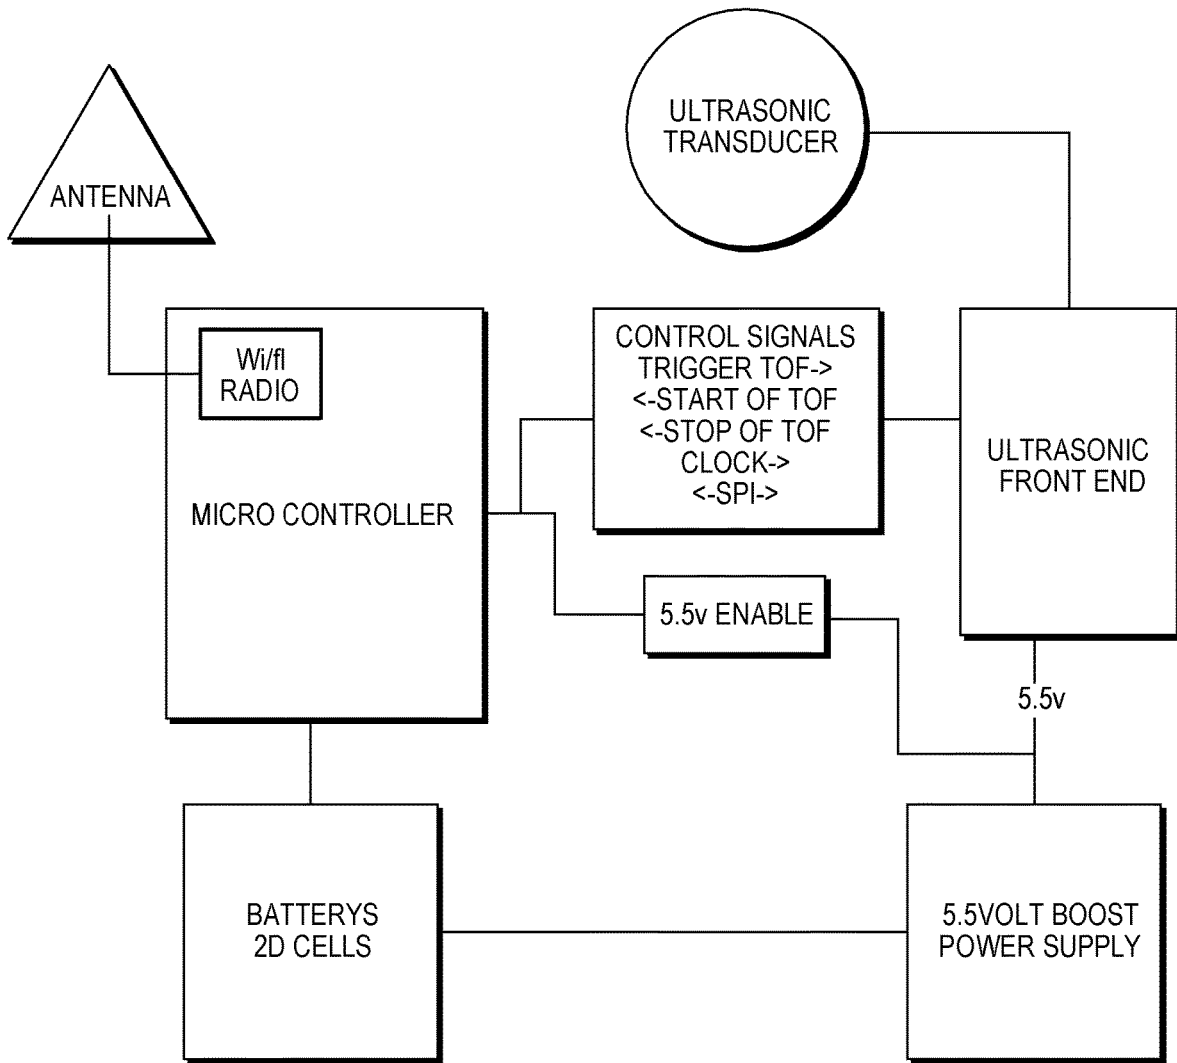 ULTRASONIC
TRANSDUCER
ANTENNA
Wi/fl
RADIO
MICRO CONTROLLER
CONTROL SIGNALS
TRIGGER TOF->
<-START OF TOF
<-STOP OF TOF
CLOCK->
<-SPI->
ULTRASONIC
FRONT END
5.5v ENABLE
5.5v
BATTERYS
2D CELLS
5.5VOLT BOOST
POWER SUPPLY